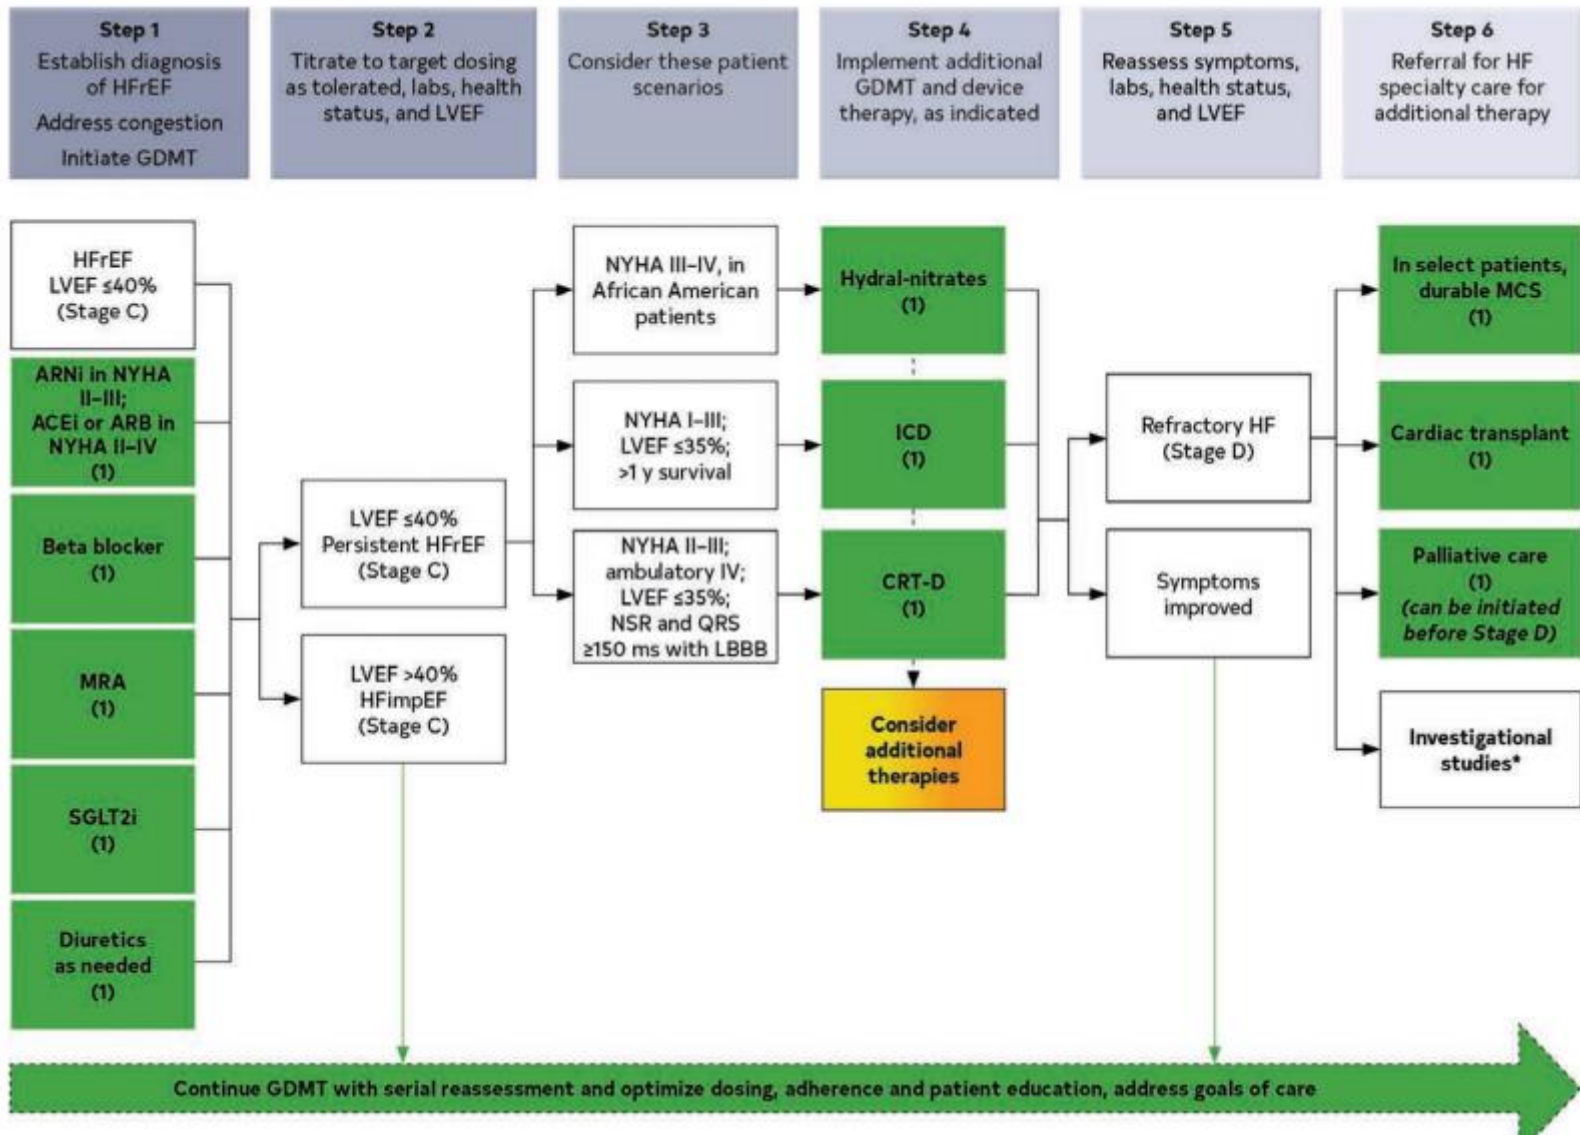 Step 1
Establish diagnosis
of HFrEF
Address congestion
Initiate GDMT
Step 2
Titrate to target dosing
as tolerated, labs, health
status, and LVEF
Step 3
Consider these patient
scenarios
Step 4
Implement additional
GDMT and device
therapy, as indicated
Step 5
Reassess symptoms,
labs, health status,
and LVEF
Step 6
Referral for HF
specialty care for
additional therapy
HFrEF
LVEF ≤40%
(Stage C)
ARNi in NYHA
II–III;
ACEi or ARB in
NYHA II–IV
(1)
Beta blocker
(1)
MRA
(1)
SGLT2i
(1)
Diuretics
as needed
(1)
LVEF ≤40%
Persistent HFrEF
(Stage C)
LVEF >40%
HFimpEF
(Stage C)
NYHA III–IV, in
African American
patients
NYHA I–III;
LVEF ≤35%;
>1 y survival
NYHA II–III;
ambulatory IV;
LVEF ≤35%;
NSR and QRS
≥150 ms with LBBB
Hydral-nitrates
(1)
ICD
(1)
CRT-D
(1)
Consider
additional
therapies
Refractory HF
(Stage D)
Symptoms
improved
In select patients,
durable MCS
(1)
Cardiac transplant
(1)
Palliative care
(1)
(can be initiated
before Stage D)
Investigational
studies*
Continue GDMT with serial reassessment and optimize dosing, adherence and patient education, address goals of care